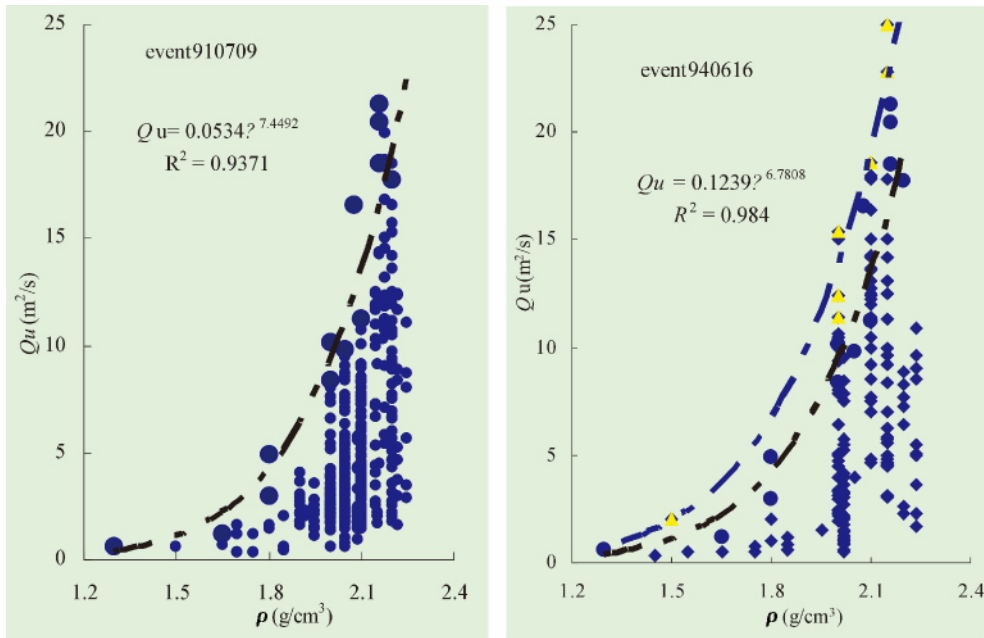 event910709
Qu= 0.0534?^7.4492
R² = 0.9371
Qu (m²/s)
25
20
15
10
5
0
1.2
1.5
1.8
2.1
2.4
ρ (g/cm³)
event940616
Qu = 0.1239?^6.7808
R² = 0.984
Qu(m²/s)
25
20
15
10
5
0
1.2
1.5
1.8
2.1
2.4
ρ (g/cm³)